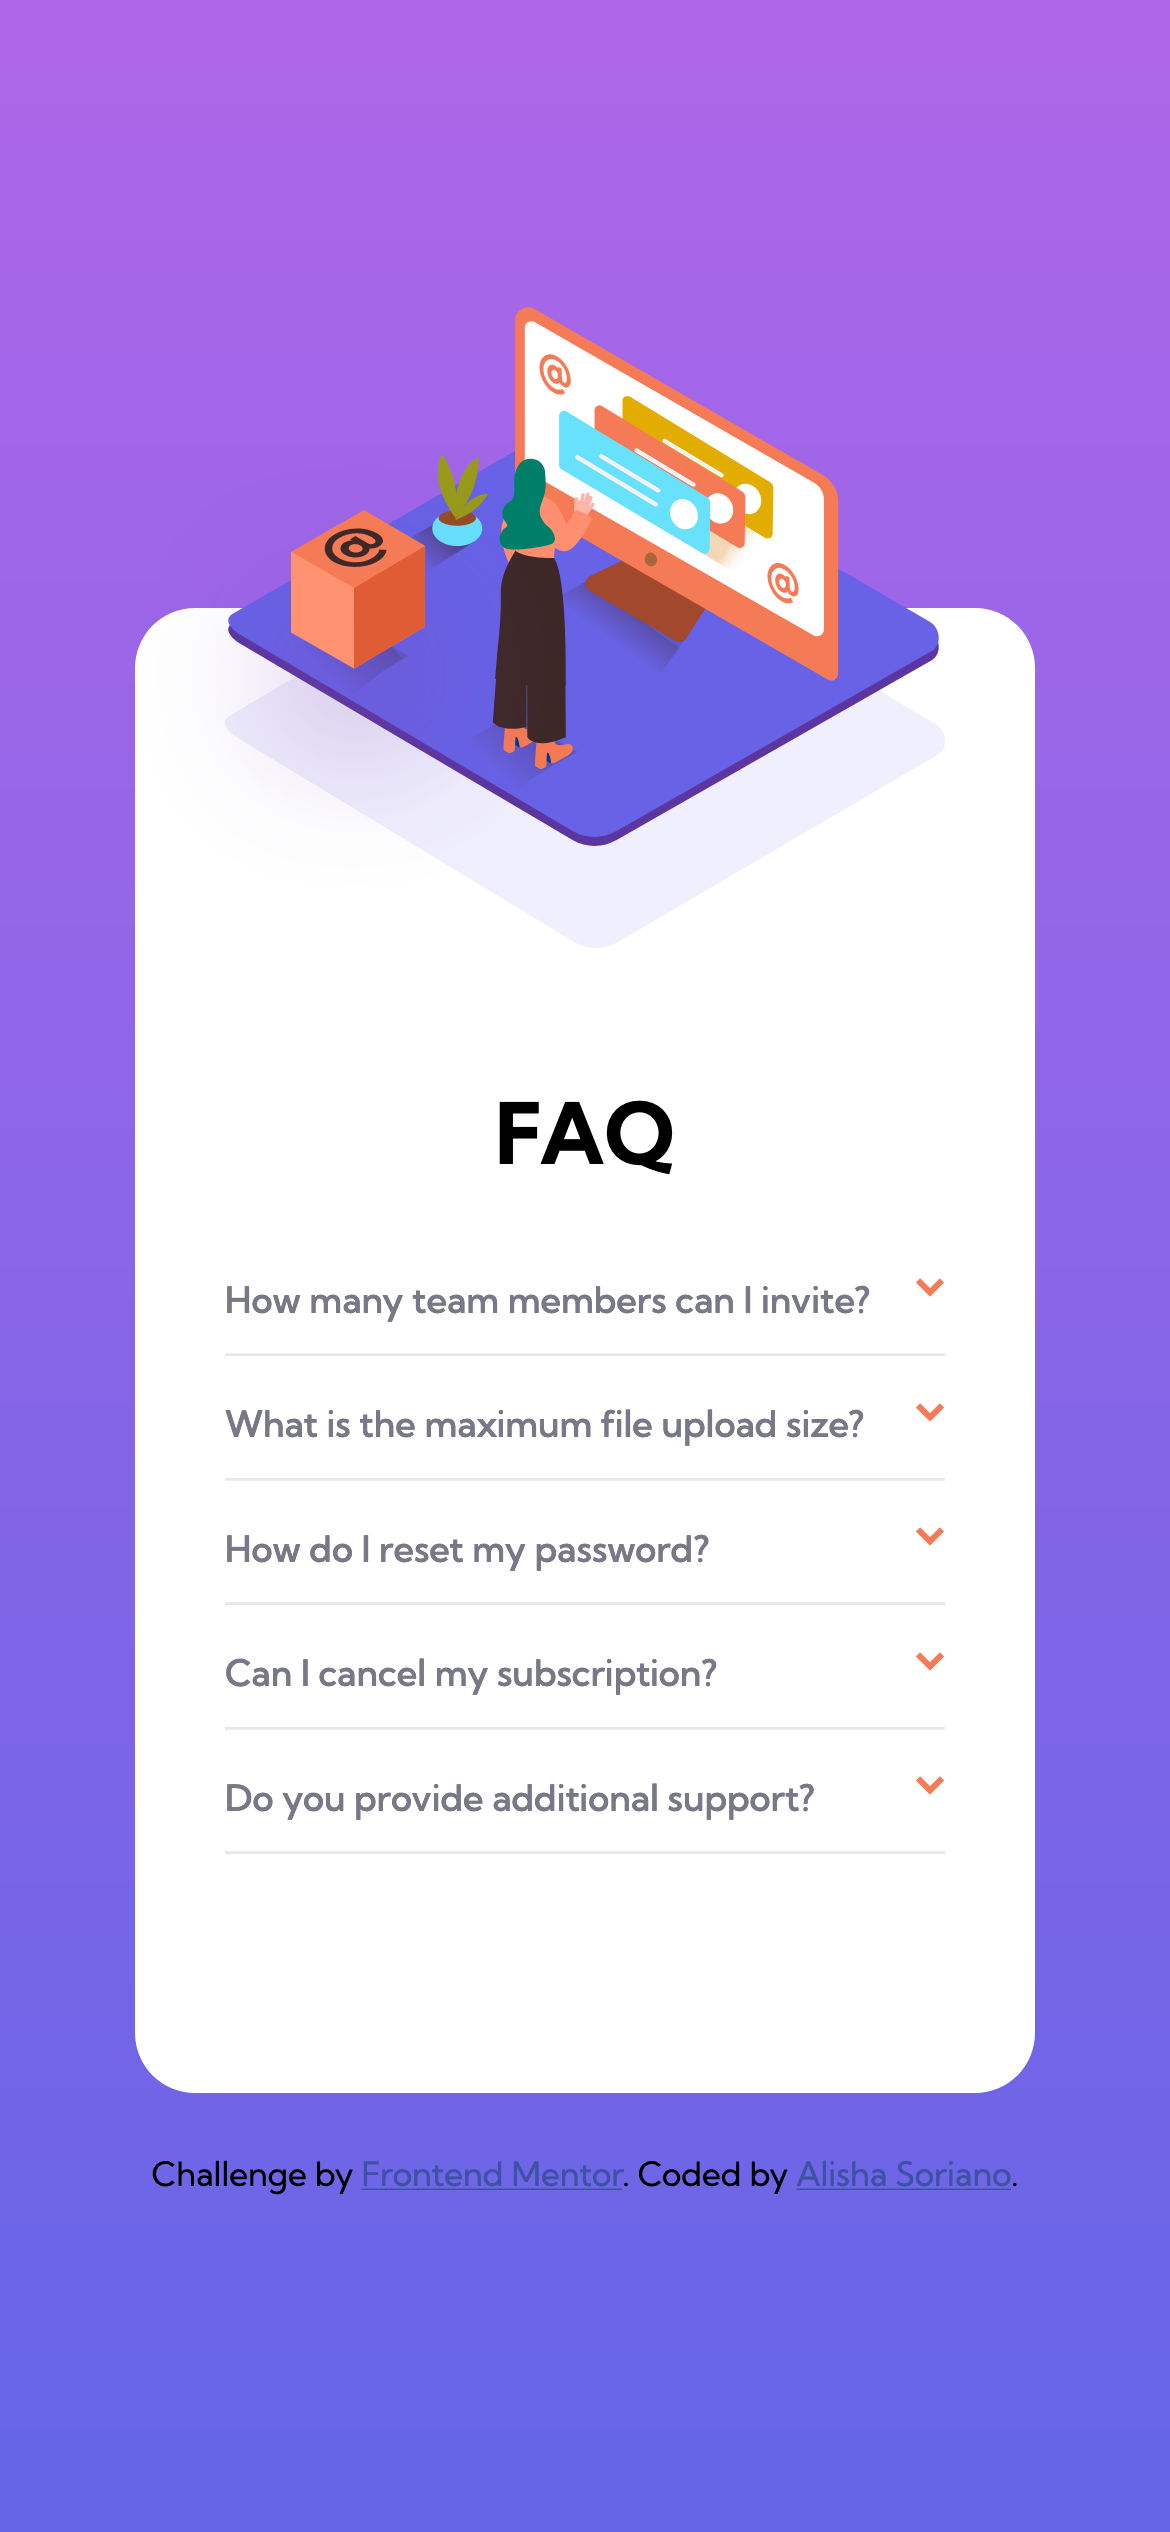 @
@
@
FAQ
How many team members can I invite?
What is the maximum file upload size?
How do I reset my password?
Can I cancel my subscription?
Do you provide additional support?
Challenge by Frontend Mentor. Coded by Alisha Soriano.